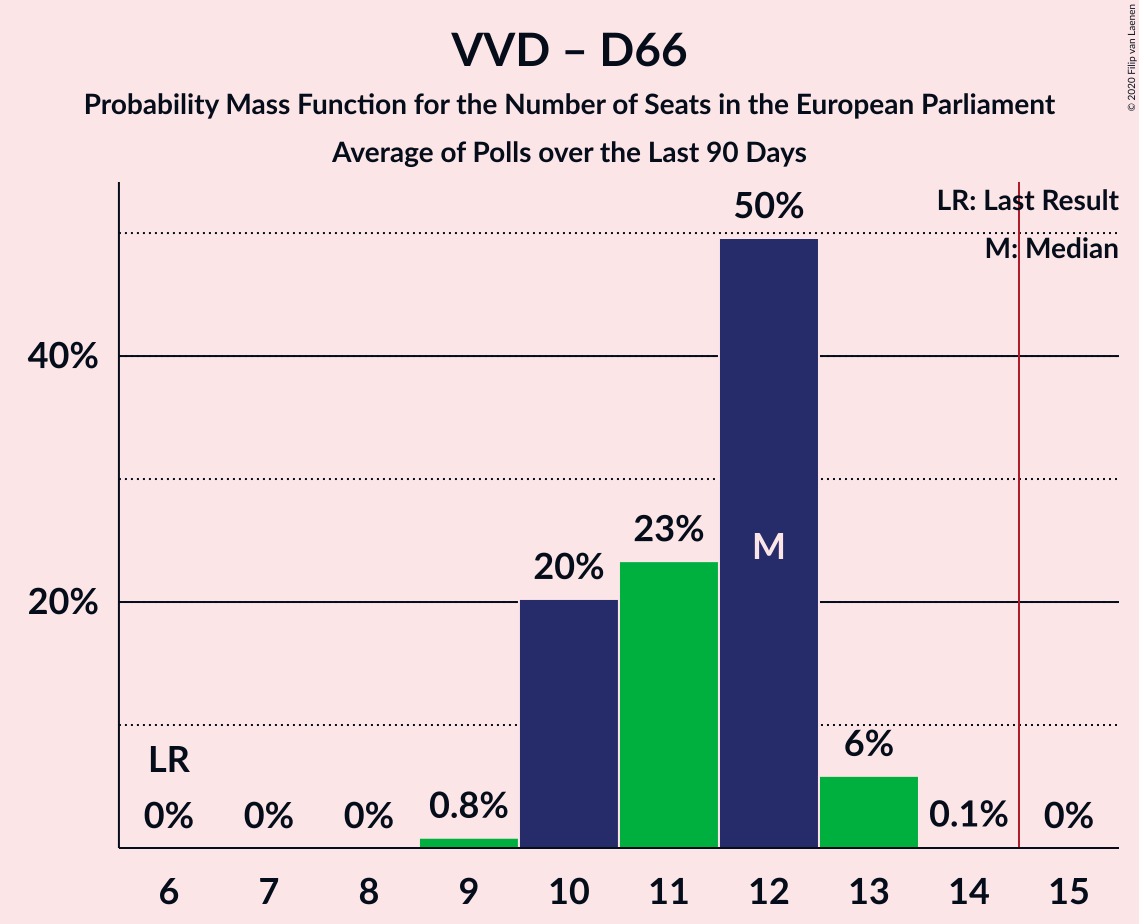 VVD – D66
Probability Mass Function for the Number of Seats in the European Parliament
Average of Polls over the Last 90 Days
© 2020 Filip van Laenen
LR: Last Result
M: Median
50%
40%
23%
20%
M
20%
LR
6%
0%
0%
0%
0.8%
0.1%
0%
6 7 8 9 10 11 12 13 14 15